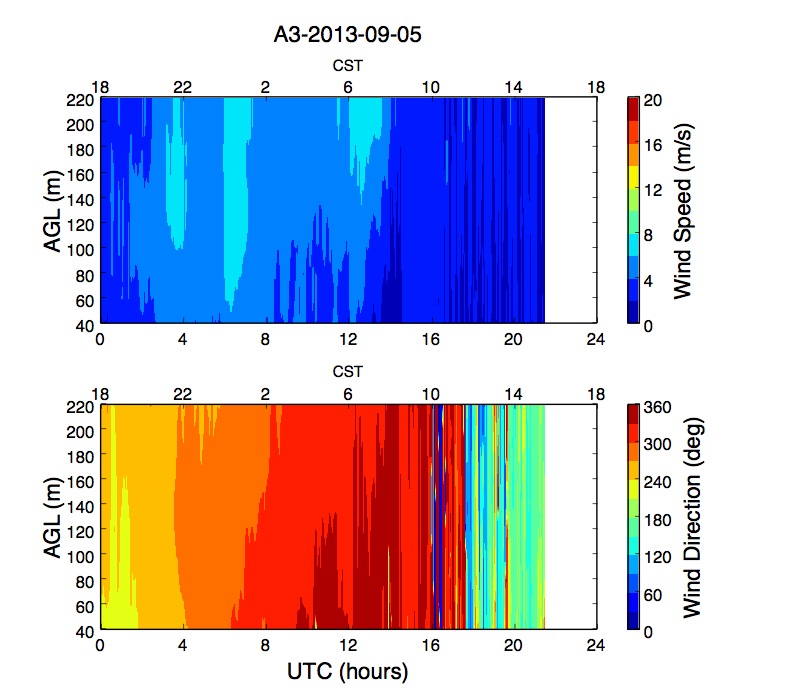 A3-2013-09-05
CST
18 22 2 6 10 14 18
220
200
180
160
140
120
100
80
60
40
AGL (m)
0 4 8 12 16 20 24
20
16
12
8
4
0
Wind Speed (m/s)
CST
18 22 2 6 10 14 18
220
200
180
160
140
120
100
80
60
40
AGL (m)
0 4 8 12 16 20 24
UTC (hours)
360
300
240
180
120
60
0
Wind Direction (deg)